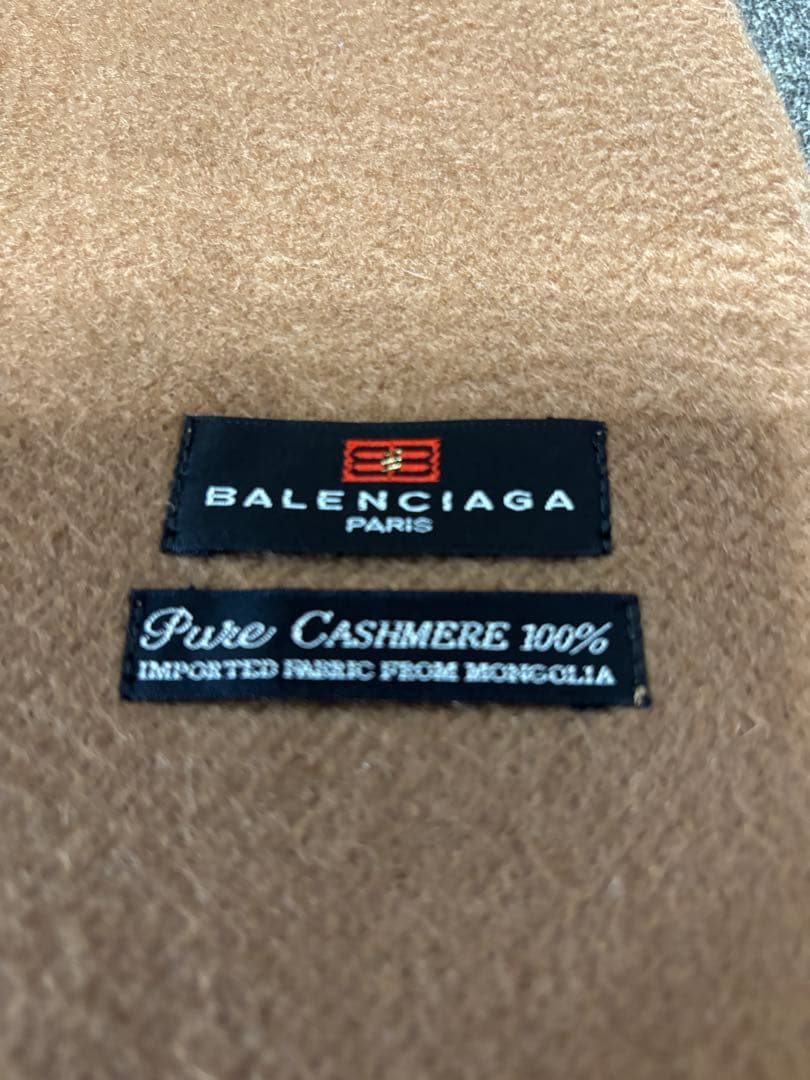 BALENCIAGA
PARIS
Pure CASHMERE 100%
IMPORTED FABRIC FROM MONGOLIA